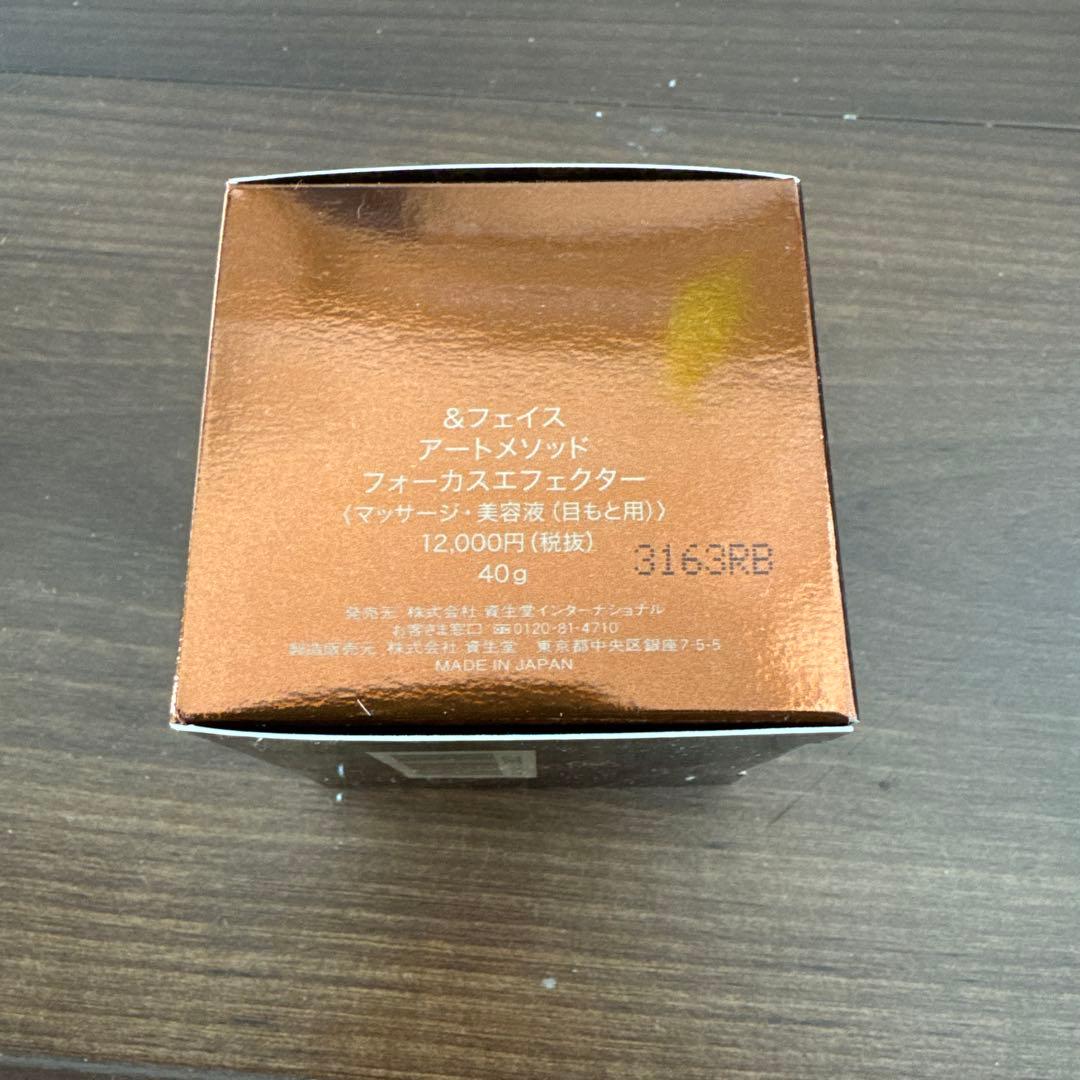 &フェイス
アートメソッド
フォーカスエフェクター
〈マッサージ・美容液（目もと用）〉
12,000円（税抜）
3163RB
40g
発売元 株式会社 資生堂インターナショナル
お客さま窓口 0120-81-4710
製造販売元 株式会社 資生堂 東京都中央区銀座7-5-5
MADE IN JAPAN